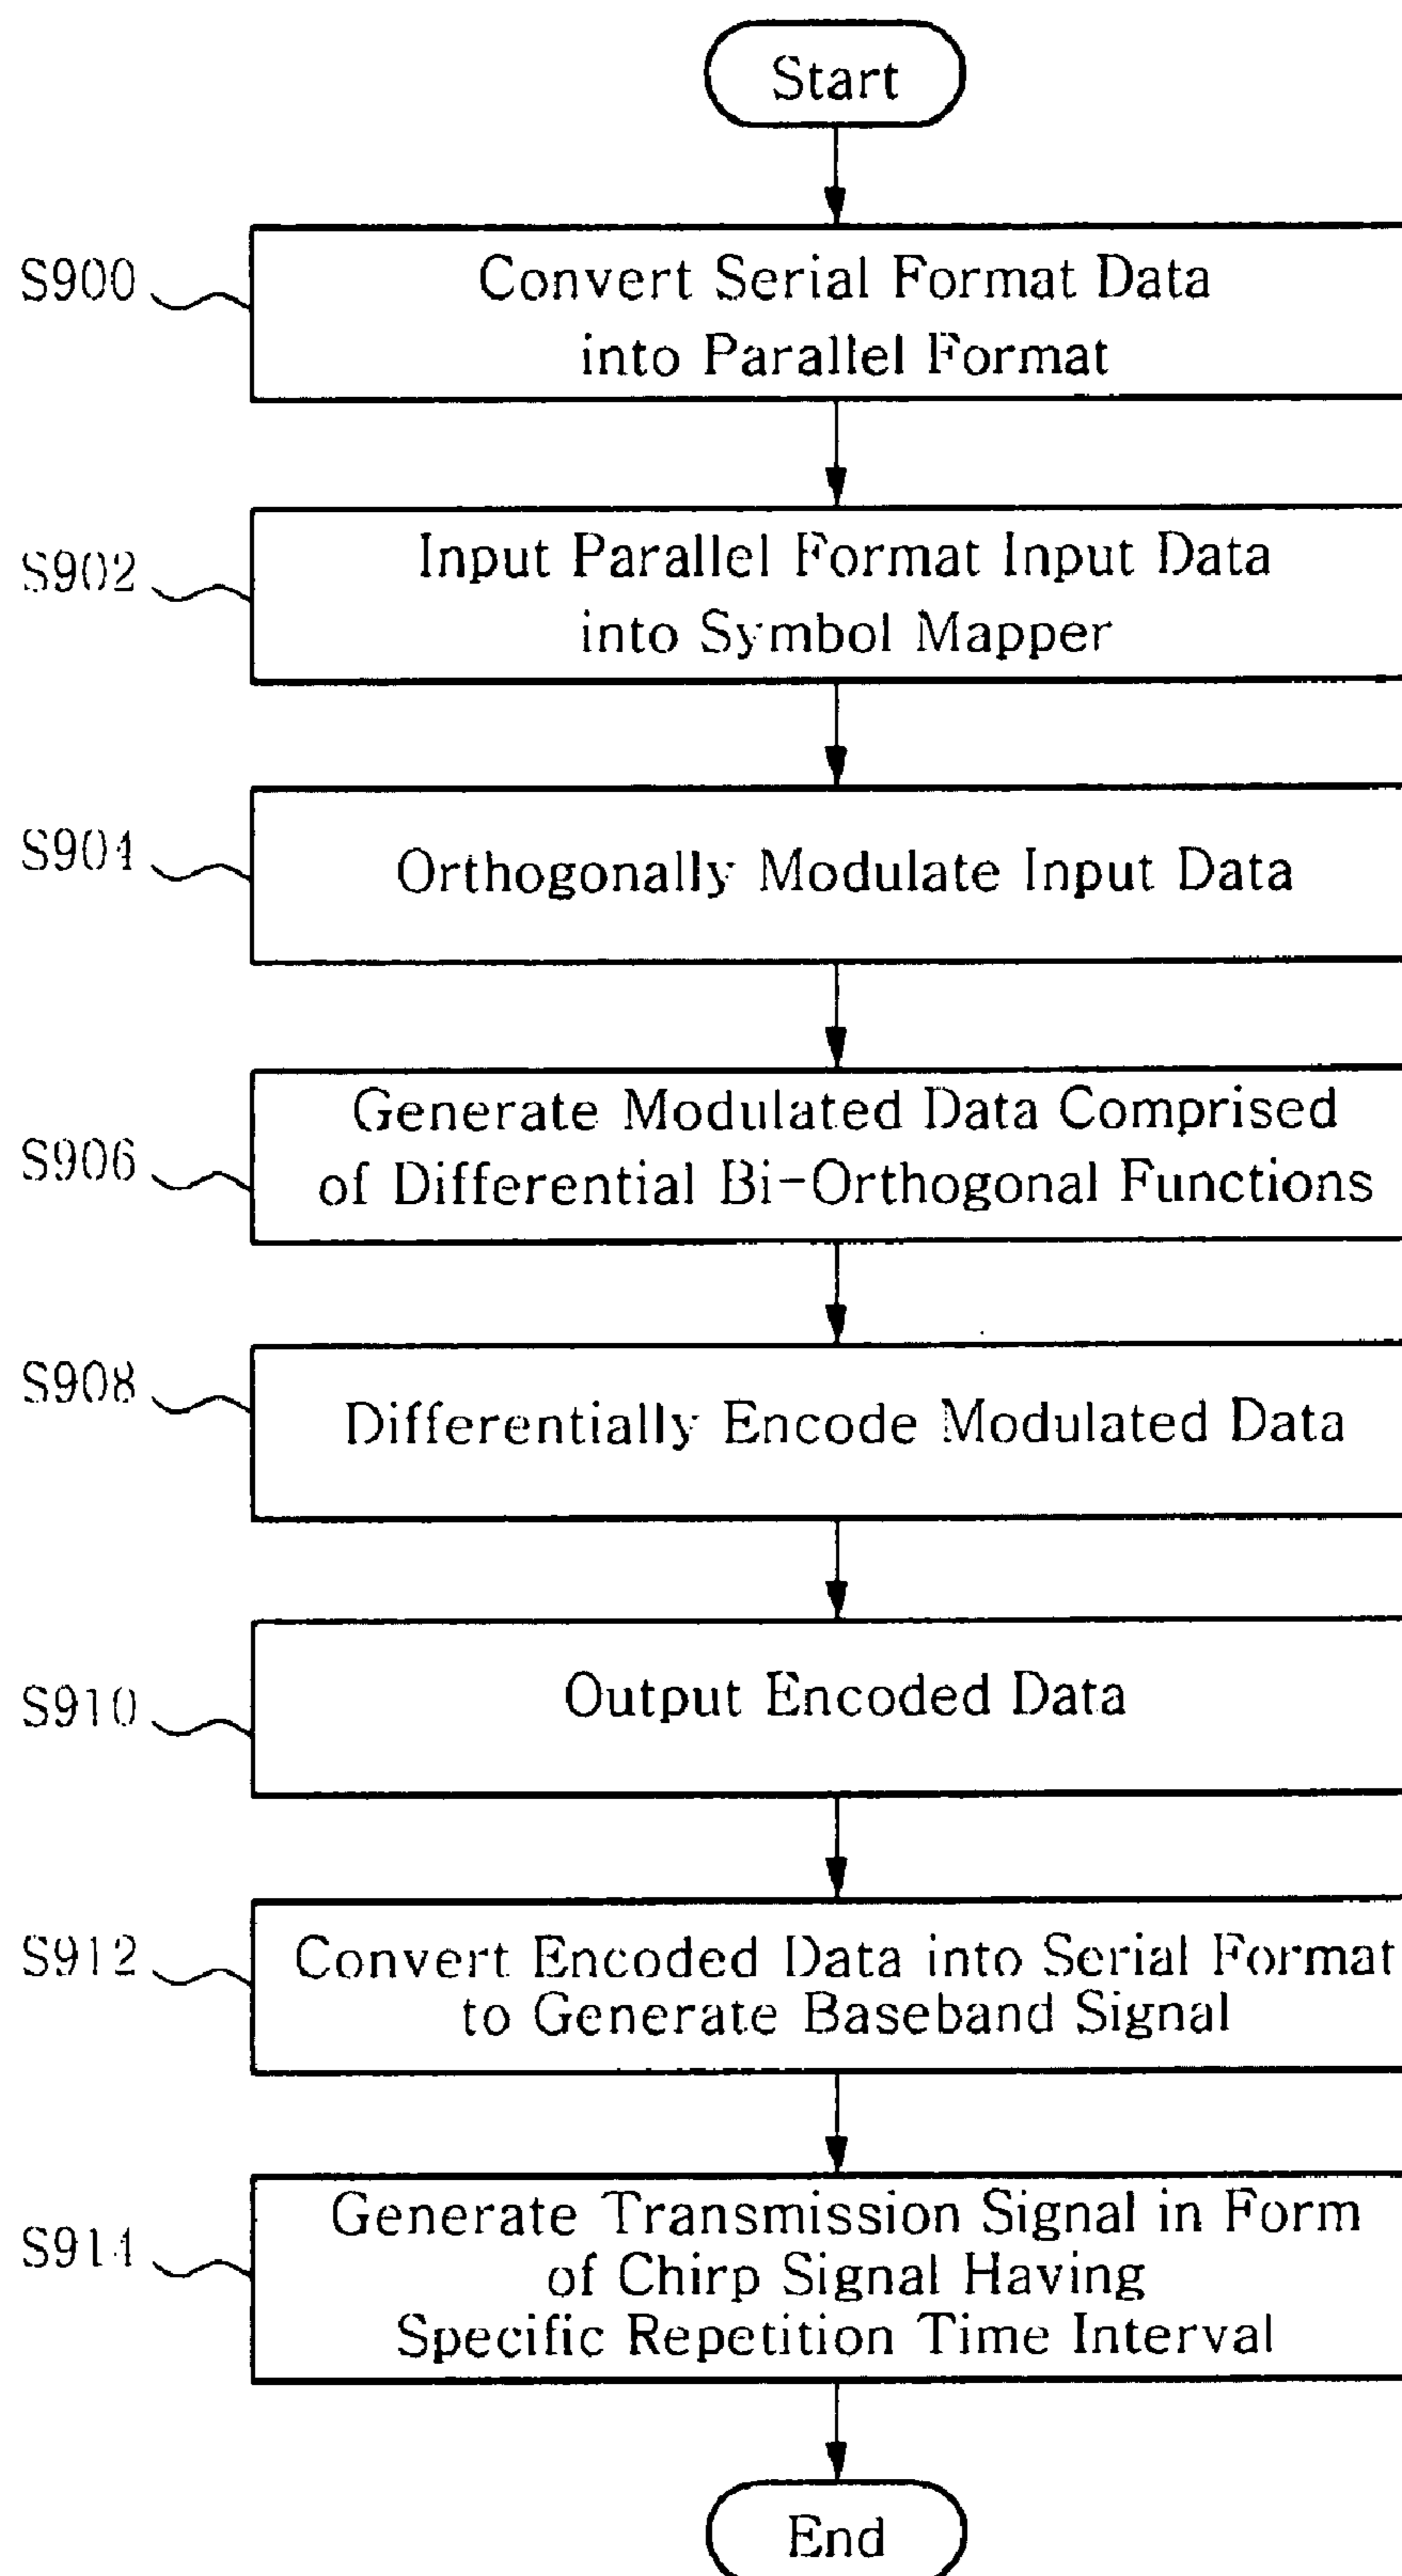 Start
S900
Convert Serial Format Data
into Parallel Format
S902
Input Parallel Format Input Data
into Symbol Mapper
S904
Orthogonally Modulate Input Data
S906
Generate Modulated Data Comprised
of Differential Bi-Orthogonal Functions
S908
Differentially Encode Modulated Data
S910
Output Encoded Data
S912
Convert Encoded Data into Serial Format
to Generate Baseband Signal
S914
Generate Transmission Signal in Form
of Chirp Signal Having
Specific Repetition Time Interval
End